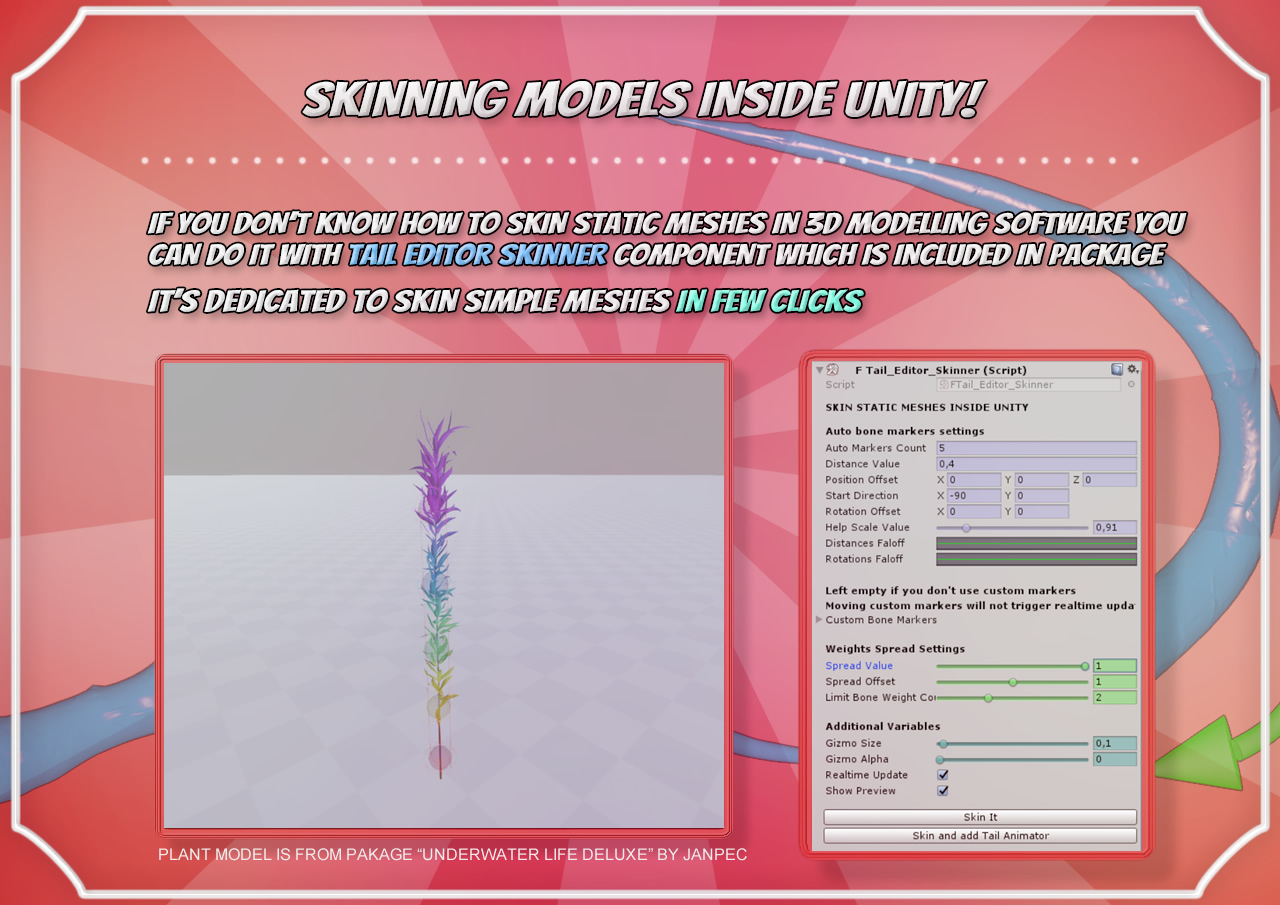 SKINNING MODELS INSIDE UNITY!
IF YOU DON'T KNOW HOW TO SKIN STATIC MESHES IN 3D MODELLING SOFTWARE YOU
CAN DO IT WITH TAIL EDITOR SKINNER COMPONENT WHICH IS INCLUDED IN PACKAGE
IT'S DEDICATED TO SKIN SIMPLE MESHES IN FEW CLICKS
PLANT MODEL IS FROM PAKAGE “UNDERWATER LIFE DELUXE” BY JANPEC
F Tail_Editor_Skinner (Script)
Script FTail_Editor_Skinner
SKIN STATIC MESHES INSIDE UNITY
Auto bone markers settings
Auto Markers Count 5
Distance Value 0,4
Position Offset X 0 Y 0 Z 0
Start Direction X -90 Y 0
Rotation Offset X 0 Y 0
Help Scale Value 0,91
Distances Faloff
Rotations Faloff
Left empty if you don't use custom markers
Moving custom markers will not trigger realtime upda
Custom Bone Markers
Weights Spread Settings
Spread Value 1
Spread Offset 1
Limit Bone Weight Co 2
Additional Variables
Gizmo Size 0,1
Gizmo Alpha 0
Realtime Update
Show Preview
Skin It
Skin and add Tail Animator